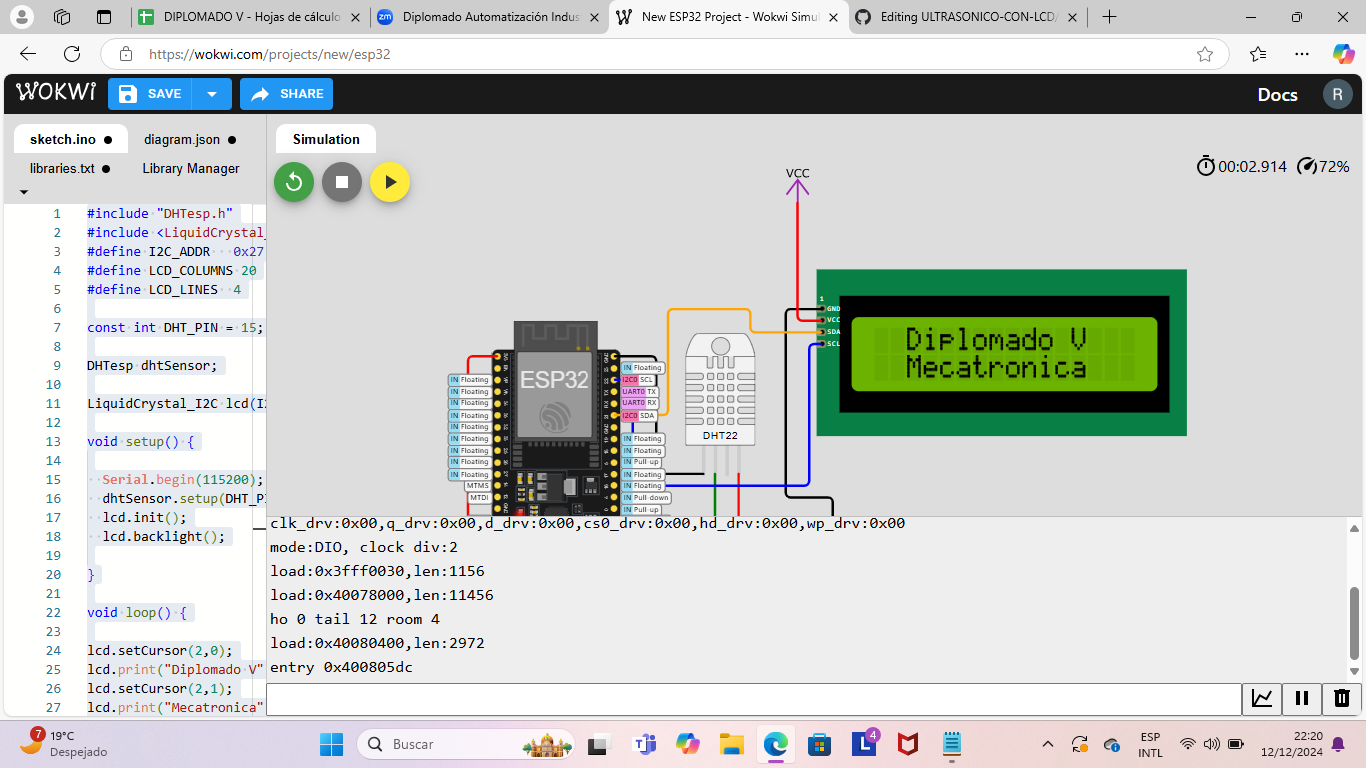 DIPLOMADO V - Hojas de cálculo
Diplomado Automatización Indus
New ESP32 Project - Wokwi Simul
Editing ULTRASONICO-CON-LCD/
https://wokwi.com/projects/new/esp32
WOKWI
SAVE
SHARE
Docs
R
sketch.ino
diagram.json
libraries.txt
Library Manager
Simulation
00:02.914
72%
1 #include "DHTesp.h"
2 #include <LiquidCrystal_
3 #define I2C_ADDR 0x27
4 #define LCD_COLUMNS 20
5 #define LCD_LINES 4
6
7 const int DHT_PIN = 15;
8
9 DHTesp dhtSensor;
10
11 LiquidCrystal_I2C lcd(I2
12
13 void setup() {
14
15 Serial.begin(115200);
16 dhtSensor.setup(DHT_PI
17 lcd.init();
18 lcd.backlight();
19
20 }
21
22 void loop() {
23
24 lcd.setCursor(2,0);
25 lcd.print("Diplomado V"
26 lcd.setCursor(2,1);
27 lcd.print("Mecatronica"
VCC
1
GND
VCC
SDA
SCL
Diplomado V
Mecatronica
ESP32
DHT22
IN Floating
IN Floating
IN Floating
IN Floating
IN Floating
IN Floating
IN Floating
IN Floating
IN Floating
MTMS
MTDI
IN Floating
I2C0 SCL
UART0 TX
UART0 RX
I2C0 SDA
IN Floating
IN Floating
IN Pull-up
IN Floating
IN Floating
IN Pull-down
IN Pull-up
clk_drv:0x00,q_drv:0x00,d_drv:0x00,cs0_drv:0x00,hd_drv:0x00,wp_drv:0x00
mode:DIO, clock div:2
load:0x3fff0030,len:1156
load:0x40078000,len:11456
ho 0 tail 12 room 4
load:0x40080400,len:2972
entry 0x400805dc
7
19°C
Despejado
Buscar
4
ESP
INTL
22:20
12/12/2024